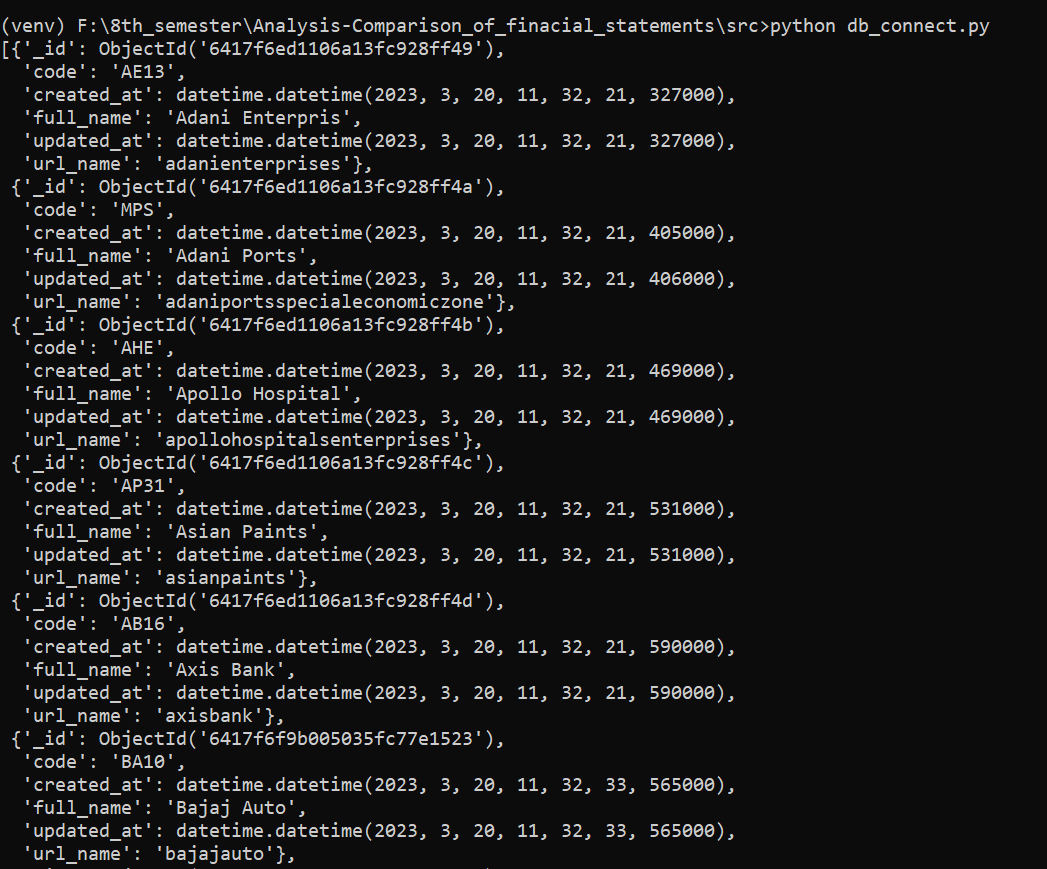 (venv) F:\8th_semester\Analysis-Comparison_of_finacial_statements\src>python db_connect.py
[{'_id': ObjectId('6417f6ed1106a13fc928ff49'),
  'code': 'AE13',
  'created_at': datetime.datetime(2023, 3, 20, 11, 32, 21, 327000),
  'full_name': 'Adani Enterpris',
  'updated_at': datetime.datetime(2023, 3, 20, 11, 32, 21, 327000),
  'url_name': 'adanienterprises'},
 {'_id': ObjectId('6417f6ed1106a13fc928ff4a'),
  'code': 'MPS',
  'created_at': datetime.datetime(2023, 3, 20, 11, 32, 21, 405000),
  'full_name': 'Adani Ports',
  'updated_at': datetime.datetime(2023, 3, 20, 11, 32, 21, 406000),
  'url_name': 'adaniportsspecialeconomiczone'},
 {'_id': ObjectId('6417f6ed1106a13fc928ff4b'),
  'code': 'AHE',
  'created_at': datetime.datetime(2023, 3, 20, 11, 32, 21, 469000),
  'full_name': 'Apollo Hospital',
  'updated_at': datetime.datetime(2023, 3, 20, 11, 32, 21, 469000),
  'url_name': 'apollohospitalsenterprises'},
 {'_id': ObjectId('6417f6ed1106a13fc928ff4c'),
  'code': 'AP31',
  'created_at': datetime.datetime(2023, 3, 20, 11, 32, 21, 531000),
  'full_name': 'Asian Paints',
  'updated_at': datetime.datetime(2023, 3, 20, 11, 32, 21, 531000),
  'url_name': 'asianpaints'},
 {'_id': ObjectId('6417f6ed1106a13fc928ff4d'),
  'code': 'AB16',
  'created_at': datetime.datetime(2023, 3, 20, 11, 32, 21, 590000),
  'full_name': 'Axis Bank',
  'updated_at': datetime.datetime(2023, 3, 20, 11, 32, 21, 590000),
  'url_name': 'axisbank'},
 {'_id': ObjectId('6417f6f9b005035fc77e1523'),
  'code': 'BA10',
  'created_at': datetime.datetime(2023, 3, 20, 11, 32, 33, 565000),
  'full_name': 'Bajaj Auto',
  'updated_at': datetime.datetime(2023, 3, 20, 11, 32, 33, 565000),
  'url_name': 'bajajauto'},